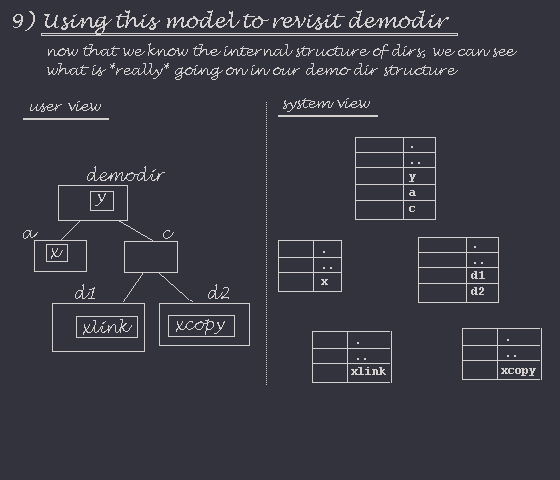 9) Using this model to revisit demodir
now that we know the internal structure of dirs, we can see
what is *really* going on in our demo dir structure
user view
system view
demodir
y
a
x
c
d1
d2
xlink
xcopy
.
..
y
a
c
.
..
x
.
..
d1
d2
.
..
xlink
.
..
xcopy